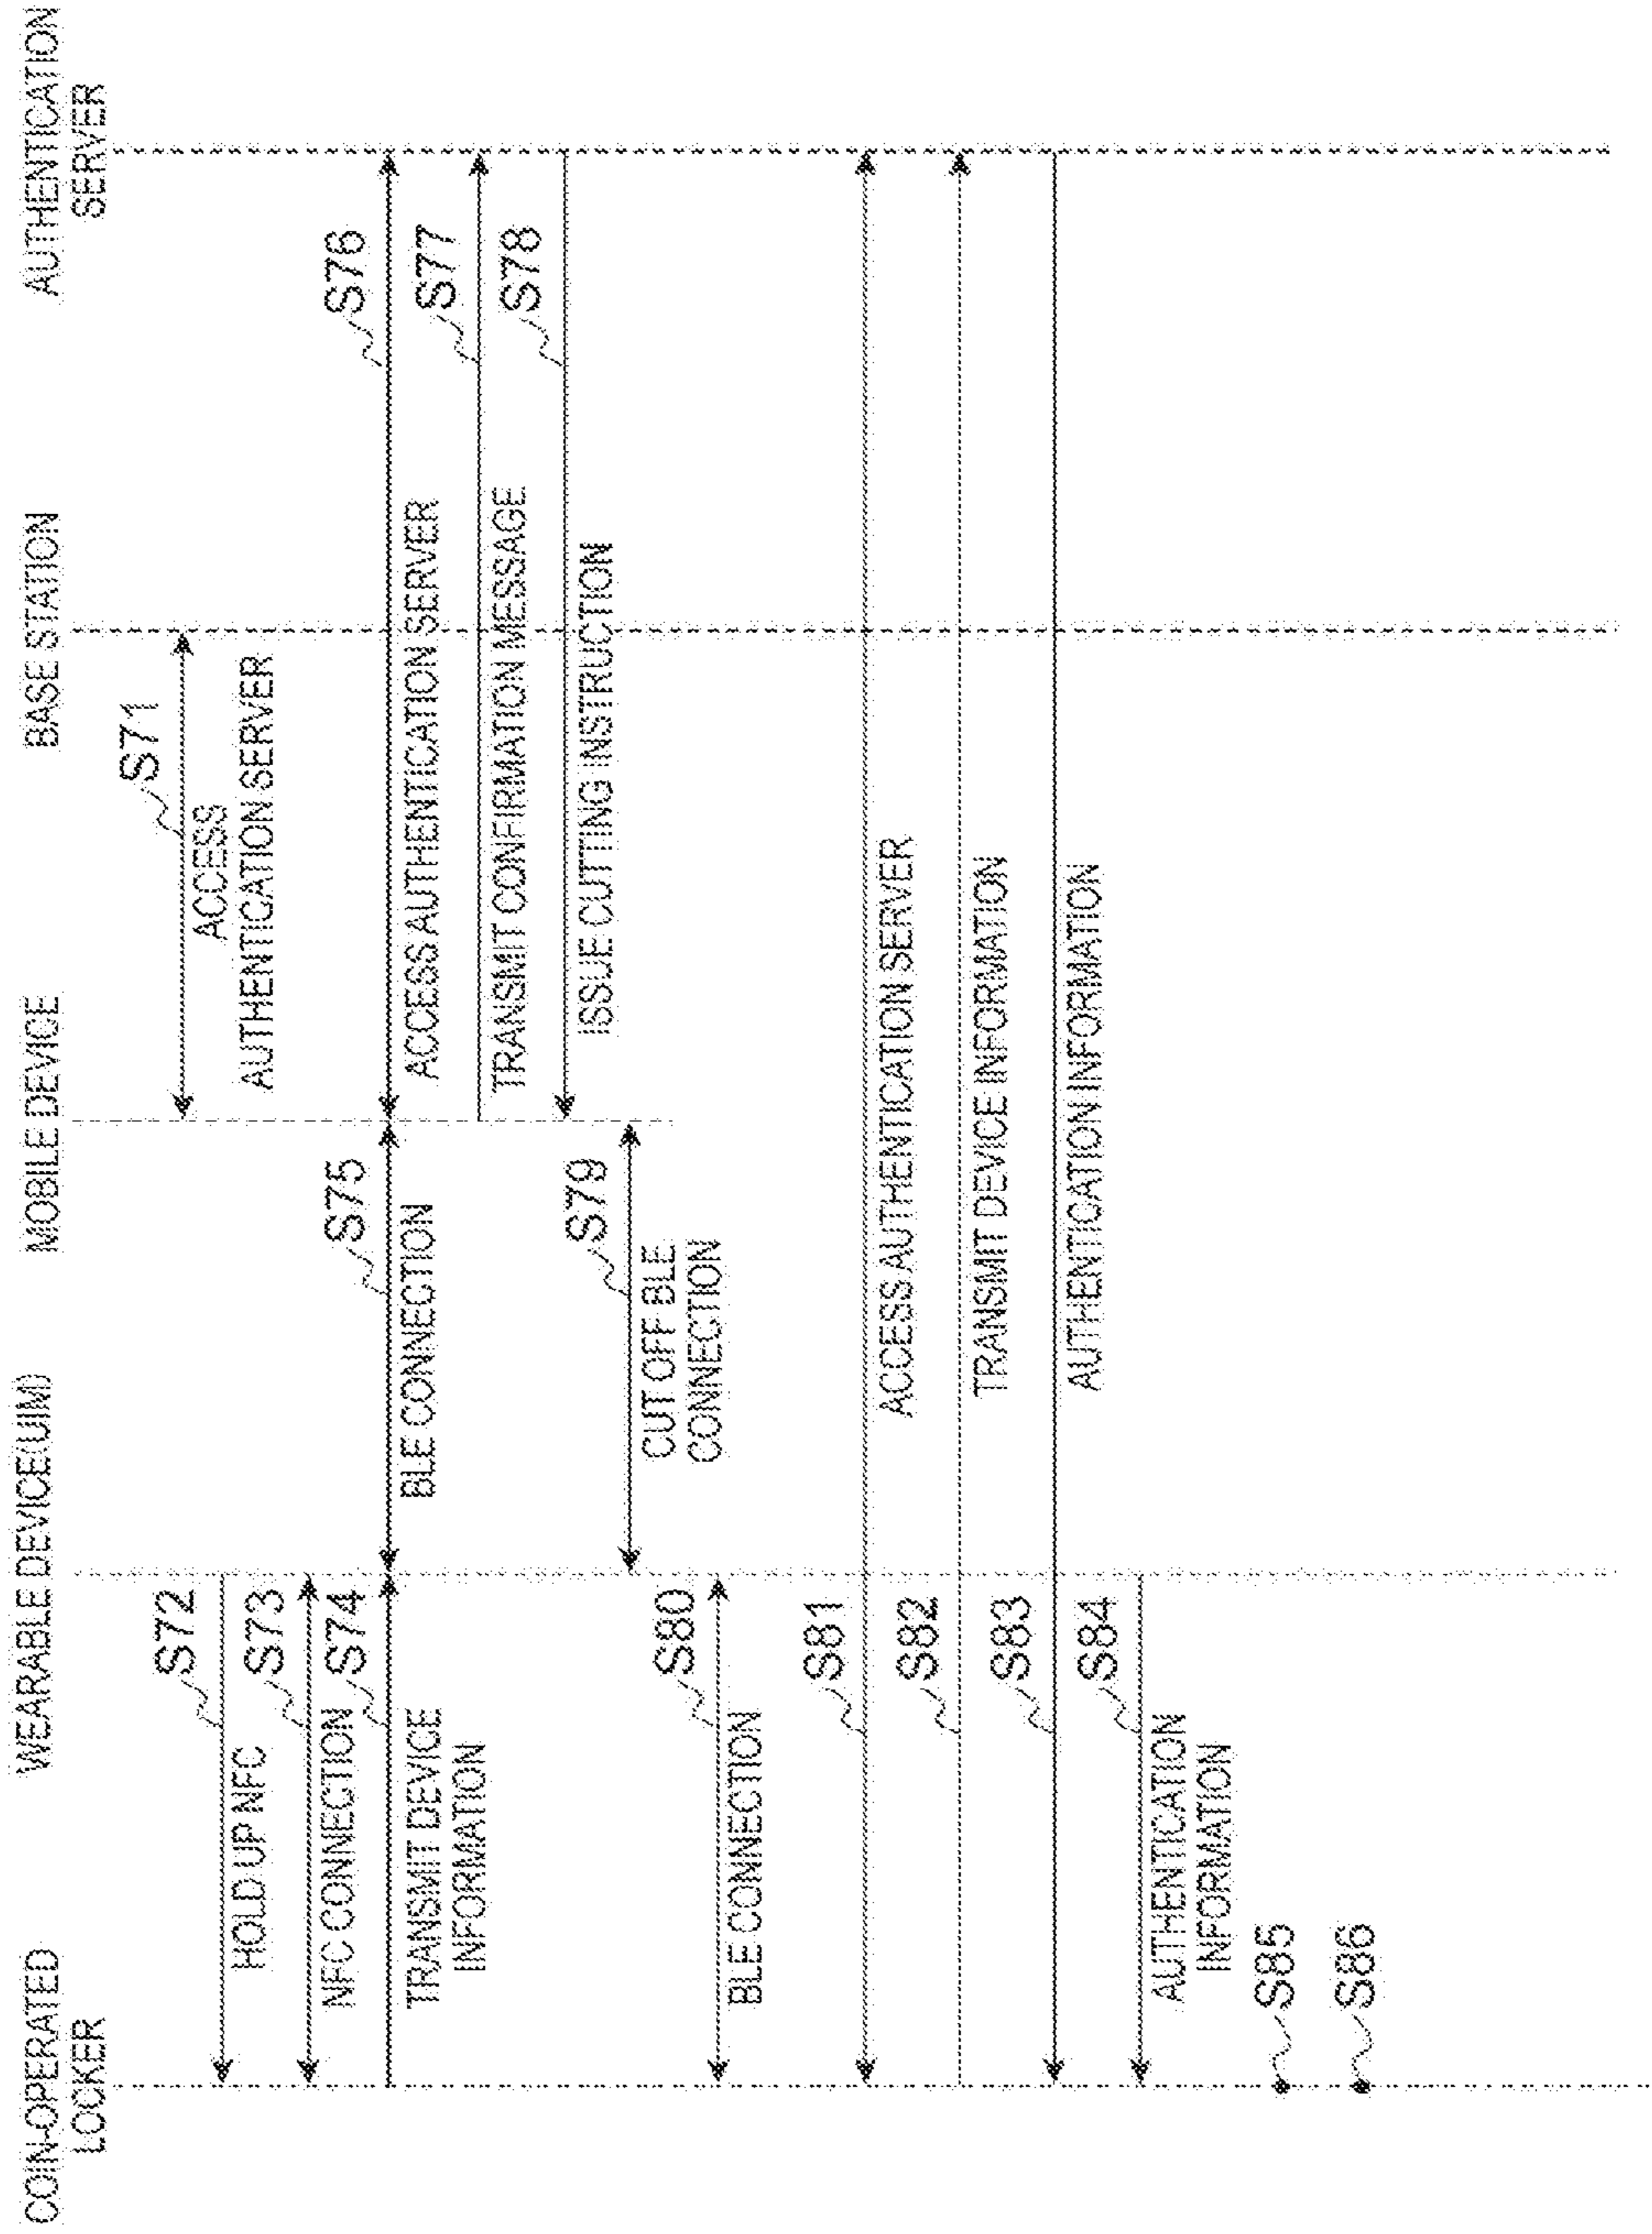 COIN-OPERATED
LOCKER
WEARABLE DEVICE(UIM)
MOBILE DEVICE
BASE STATION
AUTHENTICATION
SERVER
S71
ACCESS
AUTHENTICATION SERVER
S72
HOLD UP NFC
S73
NFC CONNECTION
S74
TRANSMIT DEVICE
INFORMATION
S75
BLE CONNECTION
S76
ACCESS AUTHENTICATION SERVER
S77
TRANSMIT CONFIRMATION MESSAGE
S78
ISSUE CUTTING INSTRUCTION
S79
CUT OFF BLE
CONNECTION
S80
BLE CONNECTION
S81
ACCESS AUTHENTICATION SERVER
S82
TRANSMIT DEVICE INFORMATION
S83
AUTHENTICATION INFORMATION
S84
AUTHENTICATION
INFORMATION
S85
S86